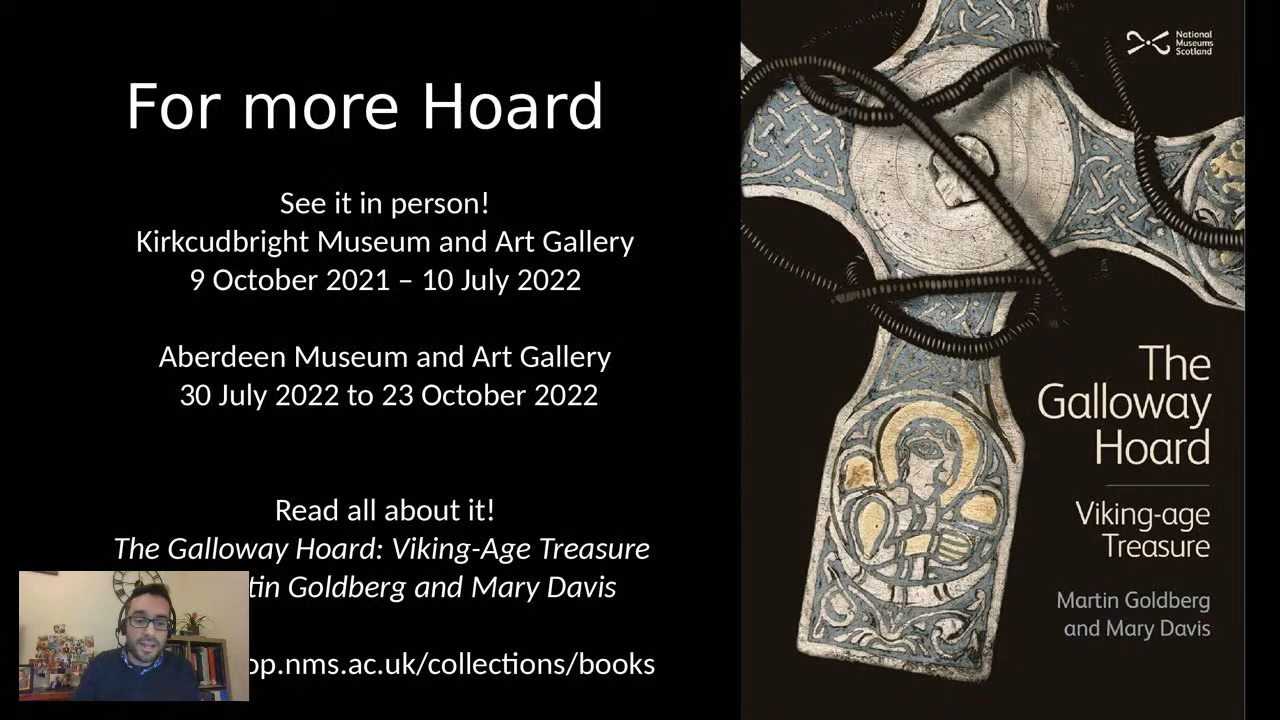 For more Hoard
See it in person!
Kirkcudbright Museum and Art Gallery
9 October 2021 – 10 July 2022
Aberdeen Museum and Art Gallery
30 July 2022 to 23 October 2022
Read all about it!
The Galloway Hoard: Viking-Age Treasure
Goldberg and Mary Davis
op.nms.ac.uk/collections/books
National
Museums
Scotland
The
Galloway
Hoard
Viking-age
Treasure
Martin Goldberg
and Mary Davis